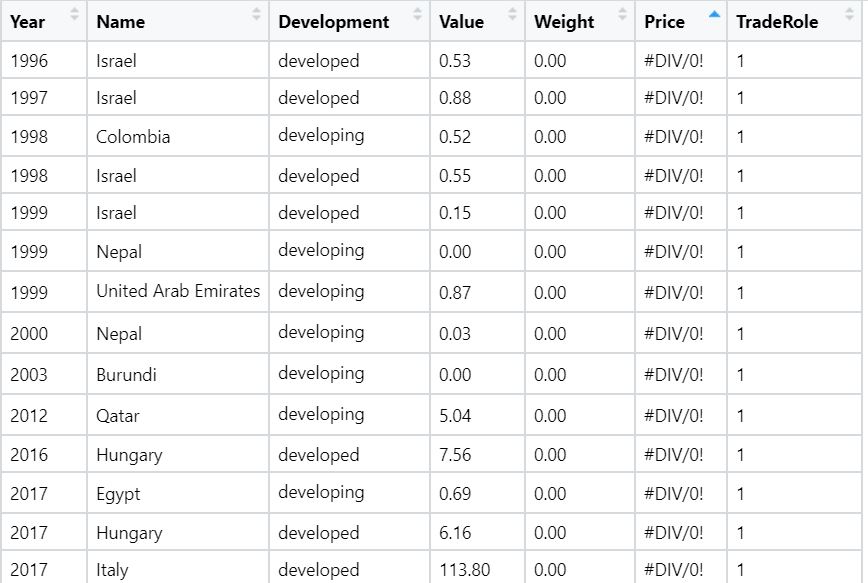 Year Name Development Value Weight Price TradeRole
1996 Israel developed 0.53 0.00 #DIV/0! 1
1997 Israel developed 0.88 0.00 #DIV/0! 1
1998 Colombia developing 0.52 0.00 #DIV/0! 1
1998 Israel developed 0.55 0.00 #DIV/0! 1
1999 Israel developed 0.15 0.00 #DIV/0! 1
1999 Nepal developing 0.00 0.00 #DIV/0! 1
1999 United Arab Emirates developing 0.87 0.00 #DIV/0! 1
2000 Nepal developing 0.03 0.00 #DIV/0! 1
2003 Burundi developing 0.00 0.00 #DIV/0! 1
2012 Qatar developing 5.04 0.00 #DIV/0! 1
2016 Hungary developed 7.56 0.00 #DIV/0! 1
2017 Egypt developing 0.69 0.00 #DIV/0! 1
2017 Hungary developed 6.16 0.00 #DIV/0! 1
2017 Italy developed 113.80 0.00 #DIV/0! 1